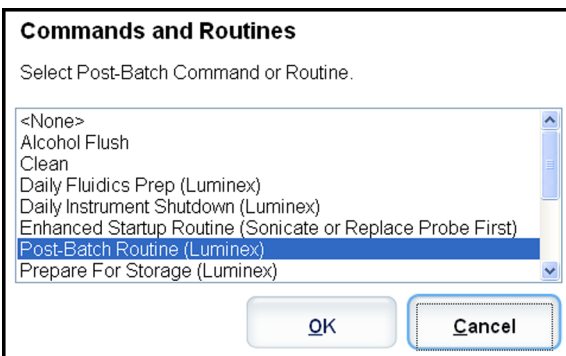 Commands and Routines
Select Post-Batch Command or Routine.
<None>
Alcohol Flush
Clean
Daily Fluidics Prep (Luminex)
Daily Instrument Shutdown (Luminex)
Enhanced Startup Routine (Sonicate or Replace Probe First)
Post-Batch Routine (Luminex)
Prepare For Storage (Luminex)
OK
Cancel